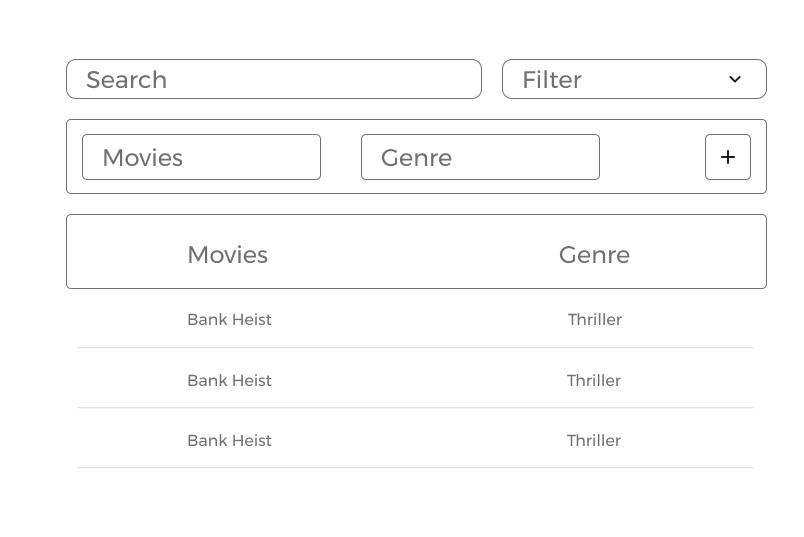 Search Filter
Movies Genre +
Movies Genre
Bank Heist Thriller
Bank Heist Thriller
Bank Heist Thriller